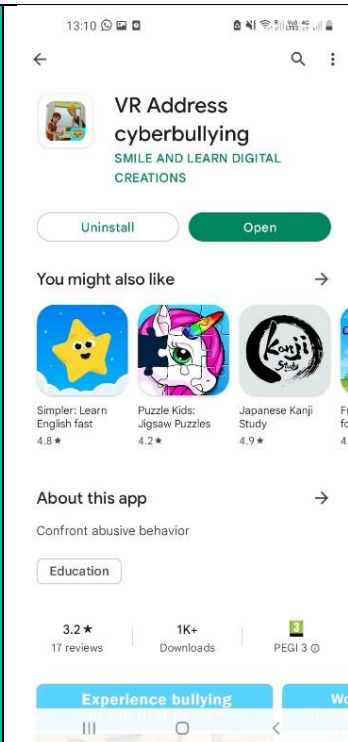 13:10
VR Address
cyberbullying
SMILE AND LEARN DIGITAL
CREATIONS
Uninstall
Open
You might also like
Kanji
Study
Simpler: Learn
English fast
4.8★
Puzzle Kids:
Jigsaw Puzzles
4.2★
Japanese Kanji
Study
4.9★
About this app
Confront abusive behavior
Education
3.2★
17 reviews
1K+
Downloads
3
PEGI 3
Experience bullying